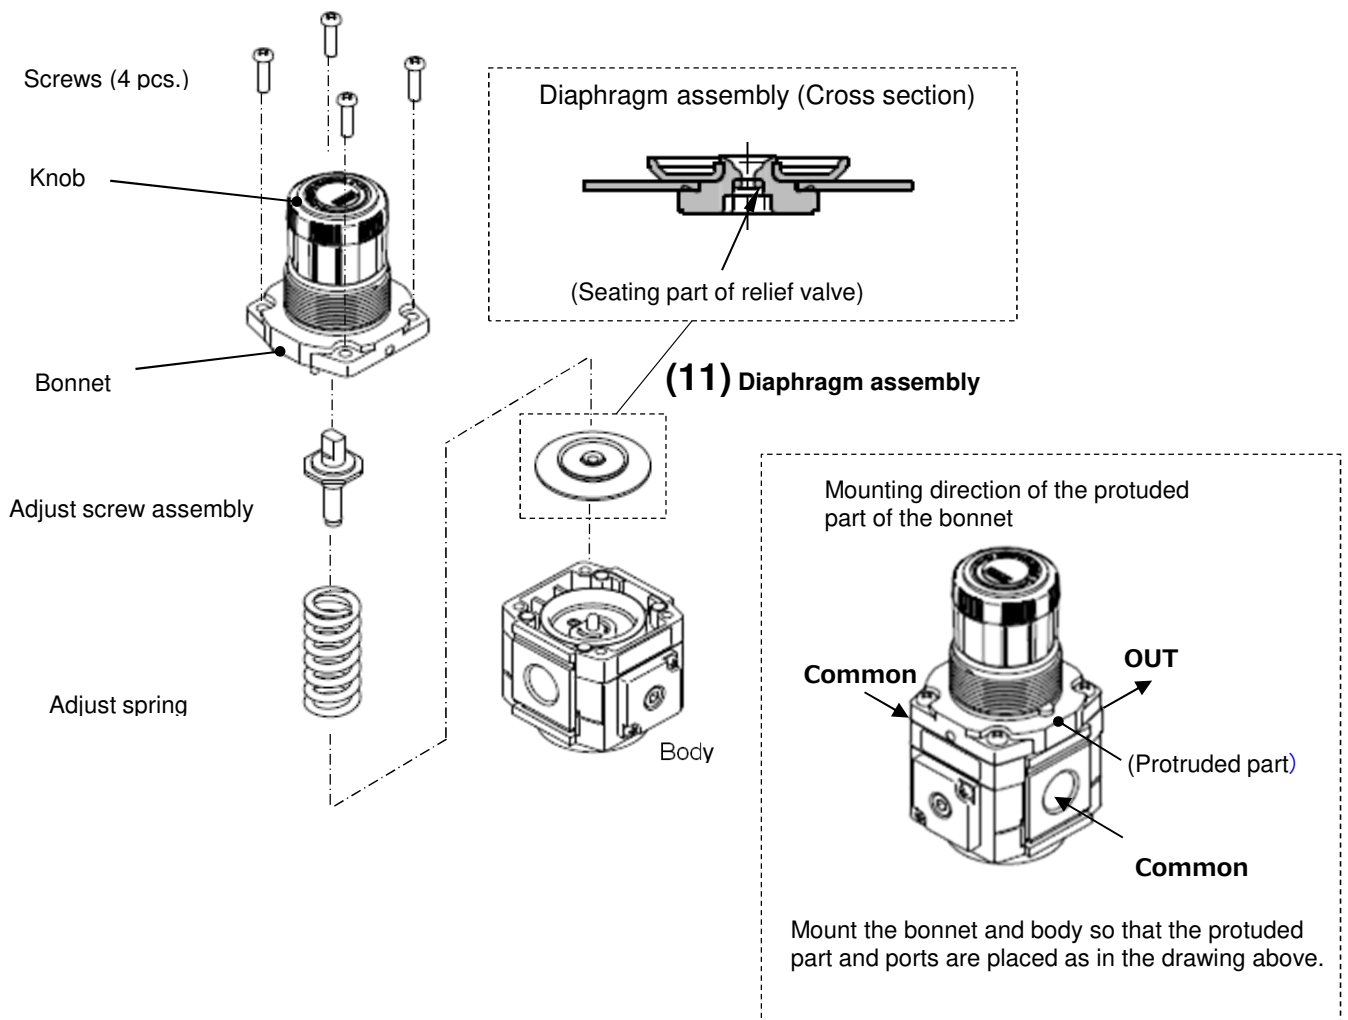 Screws (4 pcs.)
Knob
Bonnet
Adjust screw assembly
Adjust spring
Diaphragm assembly (Cross section)
(Seating part of relief valve)
(11) Diaphragm assembly
Body
Mounting direction of the protuded
part of the bonnet
Common
OUT
(Protruded part)
Common
Mount the bonnet and body so that the protuded
part and ports are placed as in the drawing above.